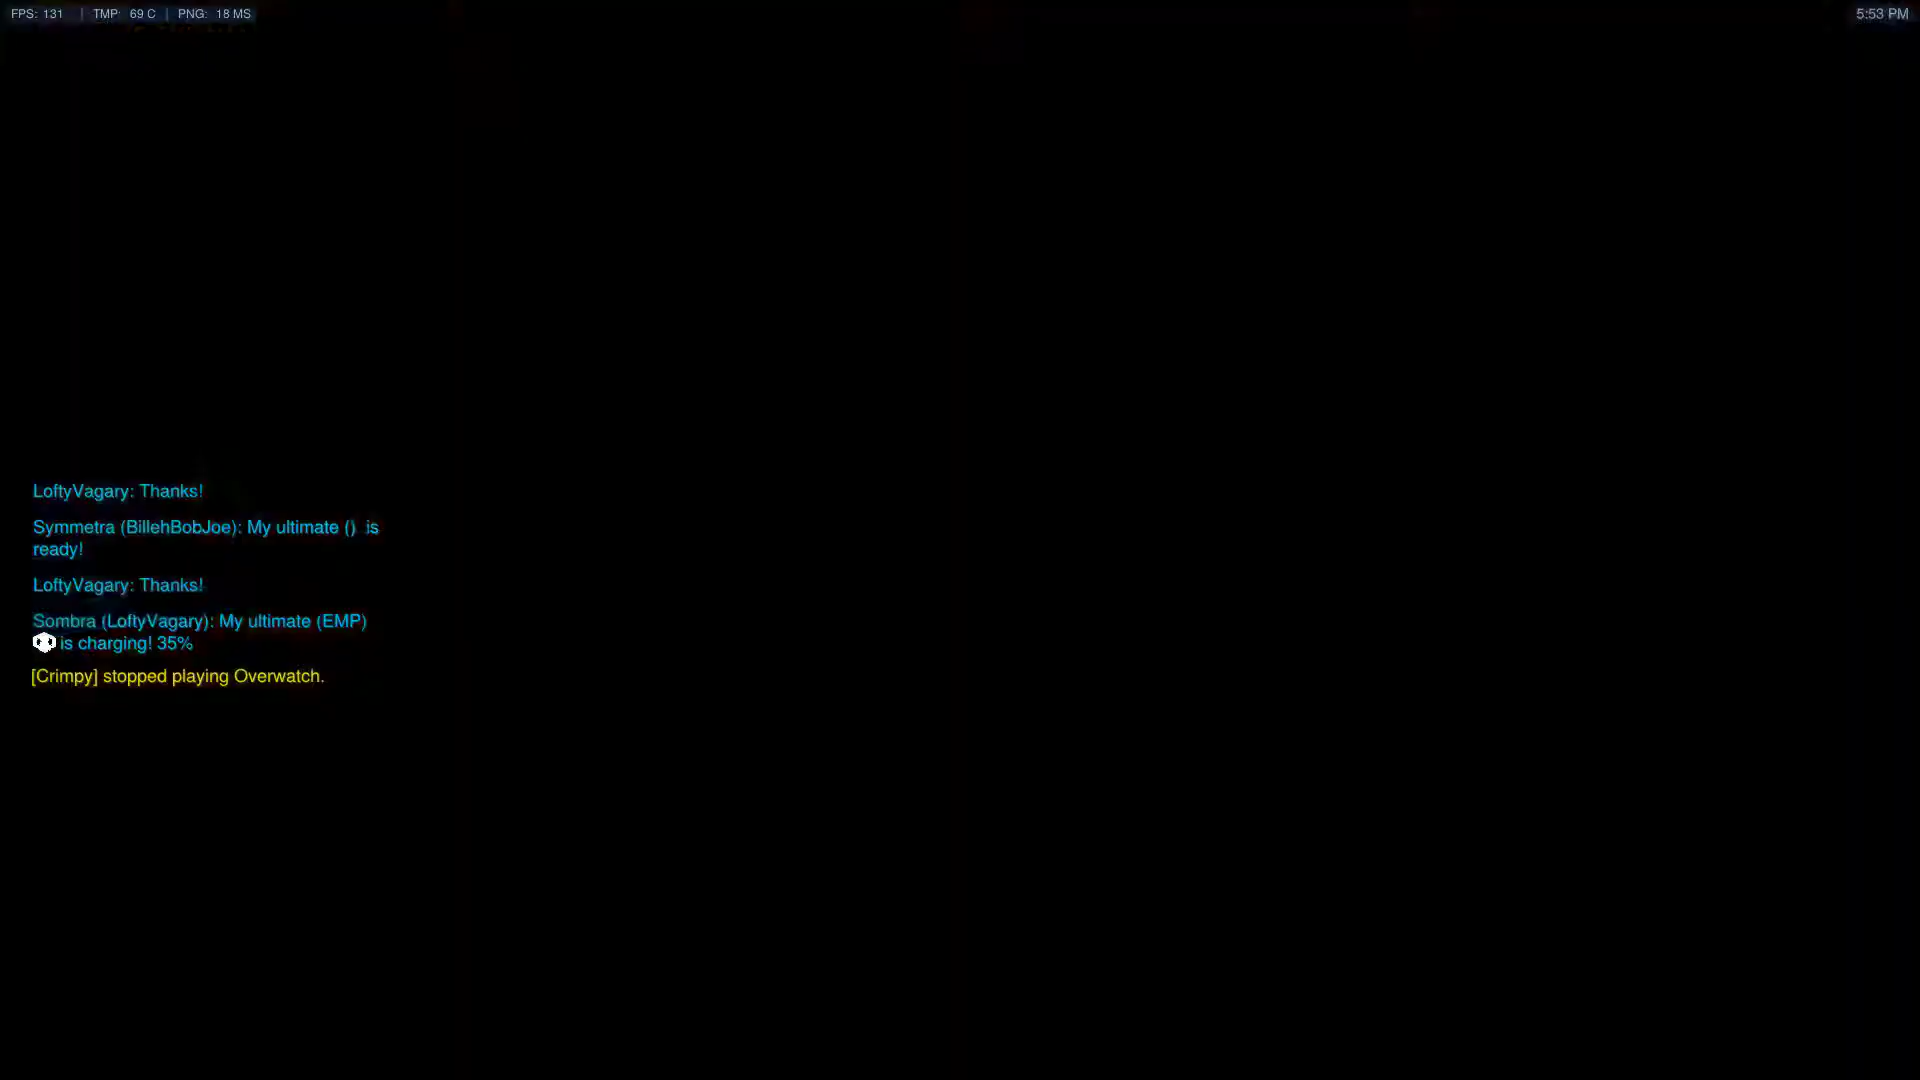 FPS: 131 | TMP: 69 C | PNG: 18 MS
5:53 PM
LoftyVagary: Thanks!
Symmetra (BillehBobJoe): My ultimate () is
ready!
LoftyVagary: Thanks!
Sombra (LoftyVagary): My ultimate (EMP)
is charging! 35%
[Crimpy] stopped playing Overwatch.